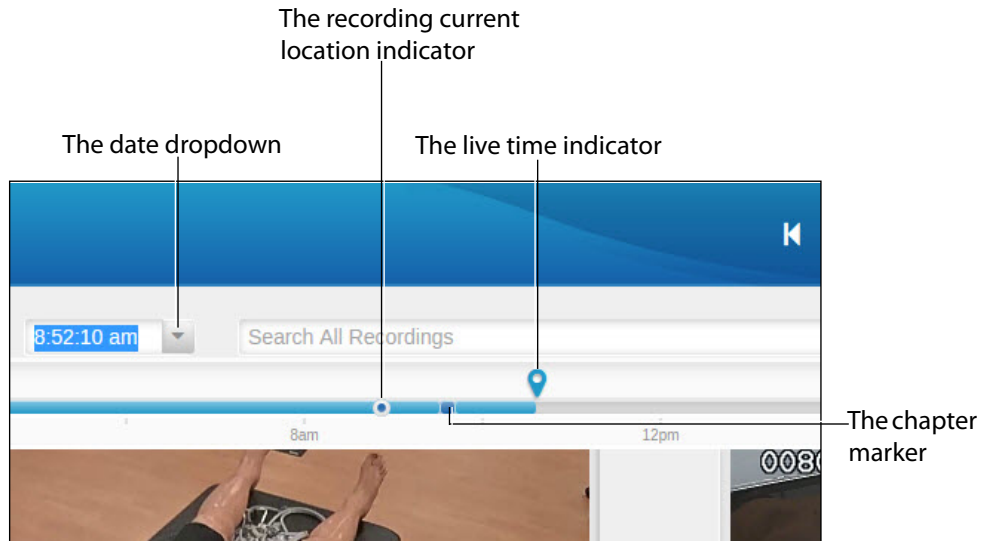 The recording current
location indicator
The date dropdown
The live time indicator
8:52:10 am
Search All Recordings
8am
12pm
The chapter
marker